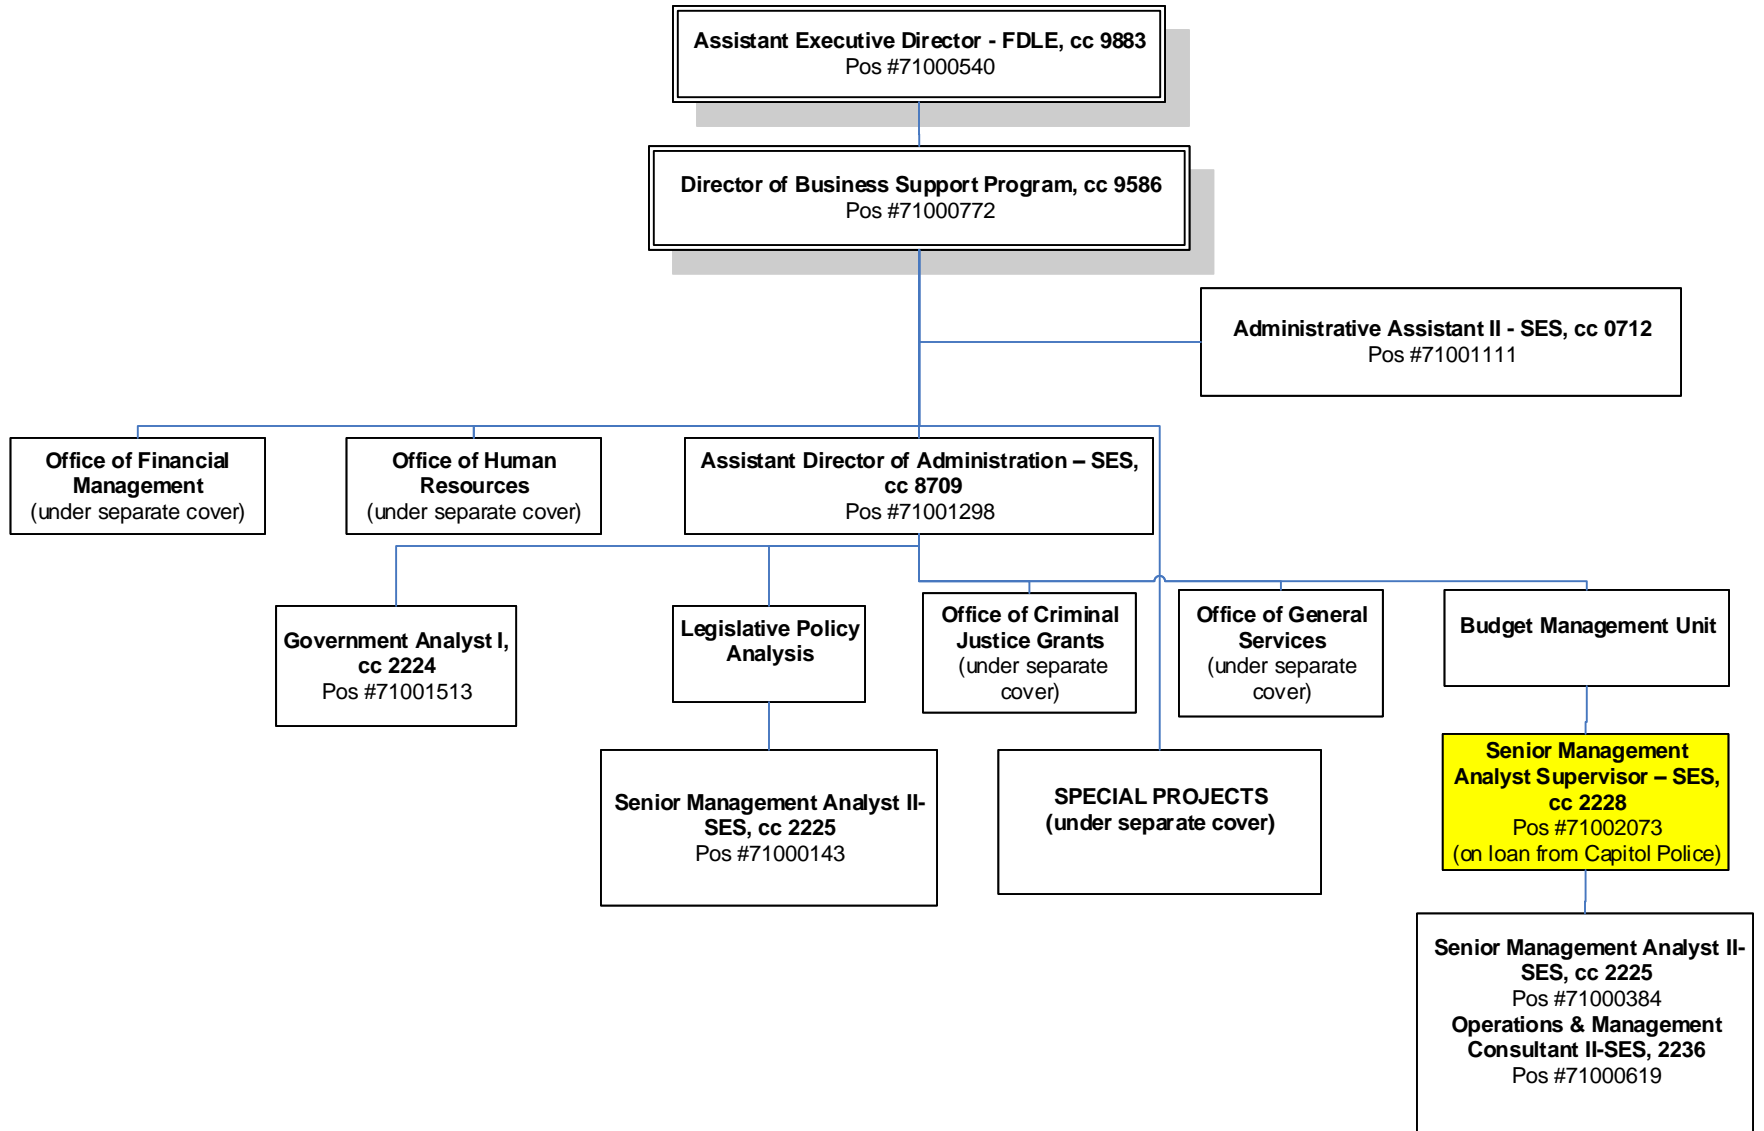 Assistant Executive Director - FDLE, cc 9883
Pos #71000540
Director of Business Support Program, cc 9586
Pos #71000772
Administrative Assistant II - SES, cc 0712
Pos #71001111
Office of Financial
Management
(under separate cover)
Office of Human
Resources
(under separate cover)
Assistant Director of Administration – SES,
cc 8709
Pos #71001298
Government Analyst I,
cc 2224
Pos #71001513
Legislative Policy
Analysis
Office of Criminal
Justice Grants
(under separate
cover)
Office of General
Services
(under separate
cover)
Budget Management Unit
Senior Management Analyst II-
SES, cc 2225
Pos #71000143
SPECIAL PROJECTS
(under separate cover)
Senior Management
Analyst Supervisor – SES,
cc 2228
Pos #71002073
(on loan from Capitol Police)
Senior Management Analyst II-
SES, cc 2225
Pos #71000384
Operations & Management
Consultant II-SES, 2236
Pos #71000619